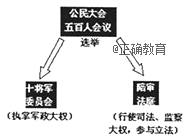 公民大会
五百人会议
@正确教育
选举
十将军
委员会
陪审
法庭
(执掌军政大权)
(行使司法、监察
大权,参与立法)